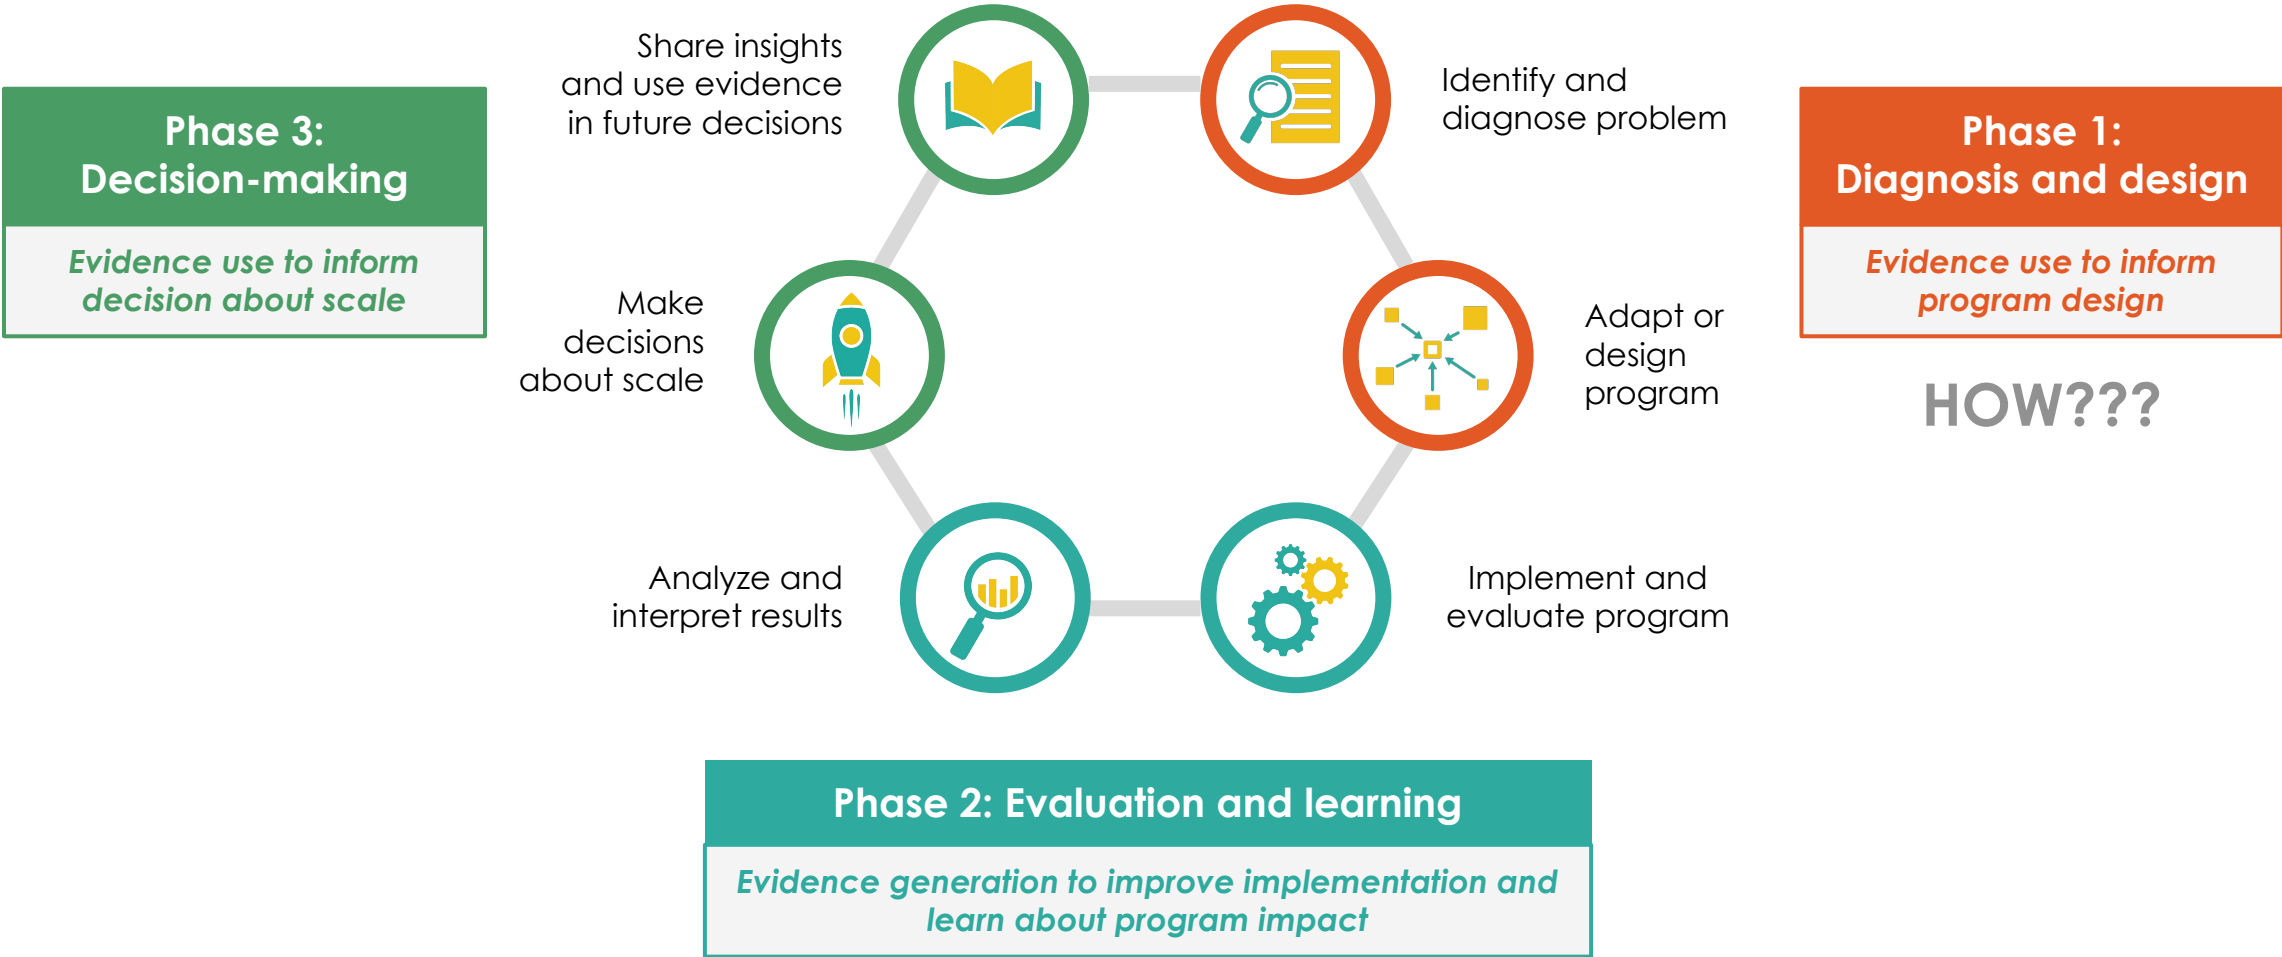 Share insights
and use evidence
in future decisions
Identify and
diagnose problem
Phase 3:
Decision-making
Evidence use to inform
decision about scale
Phase 1:
Diagnosis and design
Evidence use to inform
program design
Make
decisions
about scale
Adapt or
design
program
HOW???
Analyze and
interpret results
Implement and
evaluate program
Phase 2: Evaluation and learning
Evidence generation to improve implementation and
learn about program impact